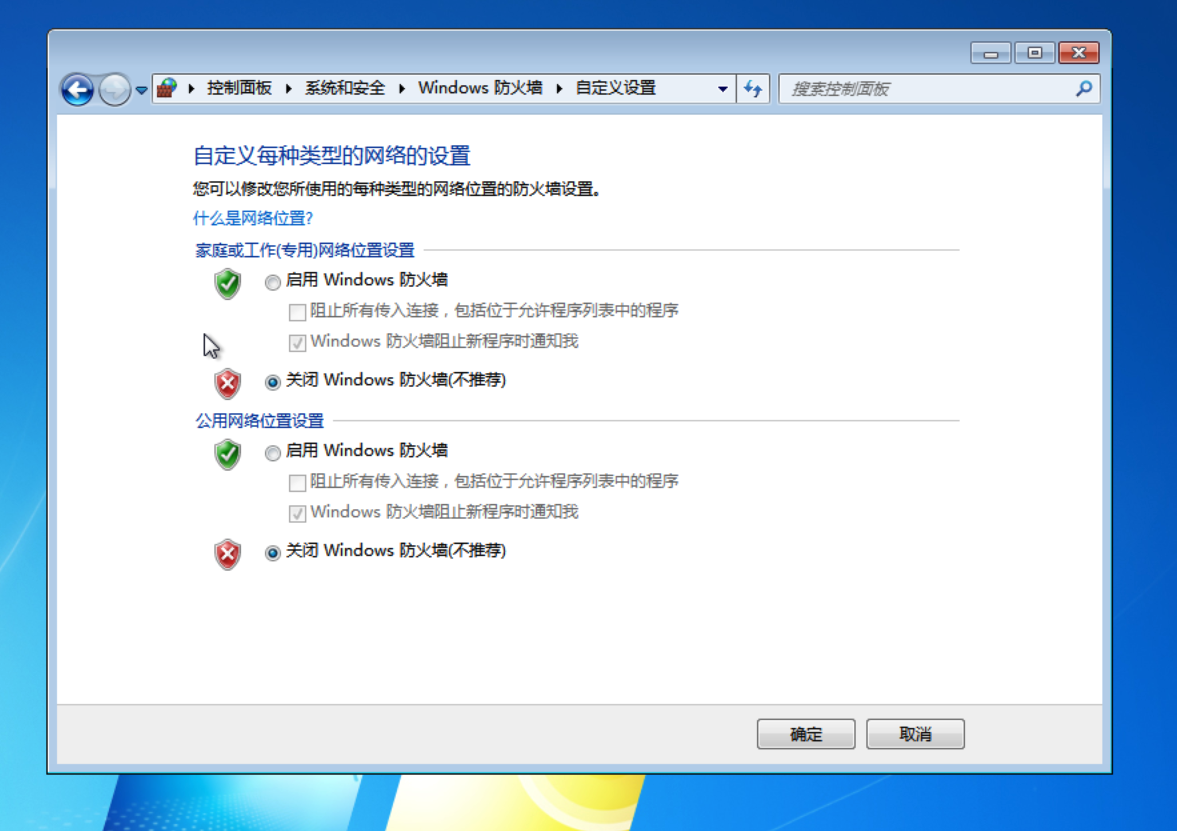 控制面板 系统和安全 Windows 防火墙 自定义设置 搜索控制面板
自定义每种类型的网络的设置
您可以修改您所使用的每种类型的网络位置的防火墙设置。
什么是网络位置?
家庭或工作(专用)网络位置设置
启用 Windows 防火墙
阻止所有传入连接，包括位于允许程序列表中的程序
Windows 防火墙阻止新程序时通知我
关闭 Windows 防火墙(不推荐)
公用网络位置设置
启用 Windows 防火墙
阻止所有传入连接，包括位于允许程序列表中的程序
Windows 防火墙阻止新程序时通知我
关闭 Windows 防火墙(不推荐)
确定 取消